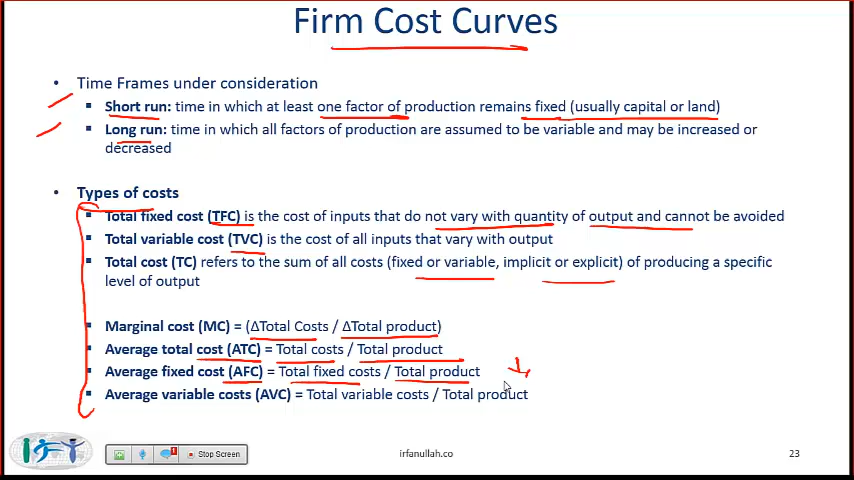 Firm Cost Curves
• Time Frames under consideration
▪ Short run: time in which at least one factor of production remains fixed (usually capital or land)
▪ Long run: time in which all factors of production are assumed to be variable and may be increased or
decreased
• Types of costs
▪ Total fixed cost (TFC) is the cost of inputs that do not vary with quantity of output and cannot be avoided
▪ Total variable cost (TVC) is the cost of all inputs that vary with output
▪ Total cost (TC) refers to the sum of all costs (fixed or variable, implicit or explicit) of producing a specific
level of output
▪ Marginal cost (MC) = (ΔTotal Costs / ΔTotal product)
▪ Average total cost (ATC) = Total costs / Total product
▪ Average fixed cost (AFC) = Total fixed costs / Total product
▪ Average variable costs (AVC) = Total variable costs / Total product
IFT
Stop Screen
irfanullah.co
23